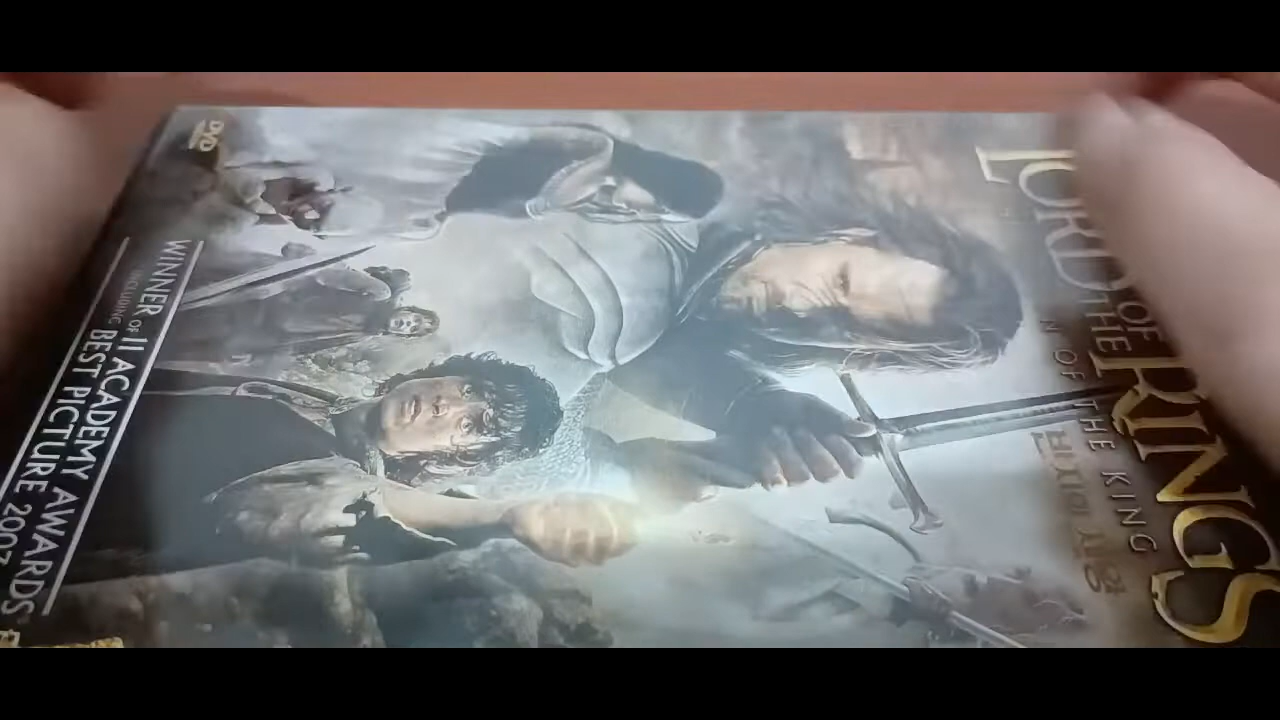 LORD OF
THE RINGS
N OF THE KING
반지의 제왕
WINNER OF 11 ACADEMY AWARDS
INCLUDING BEST PICTURE 2003
DVD